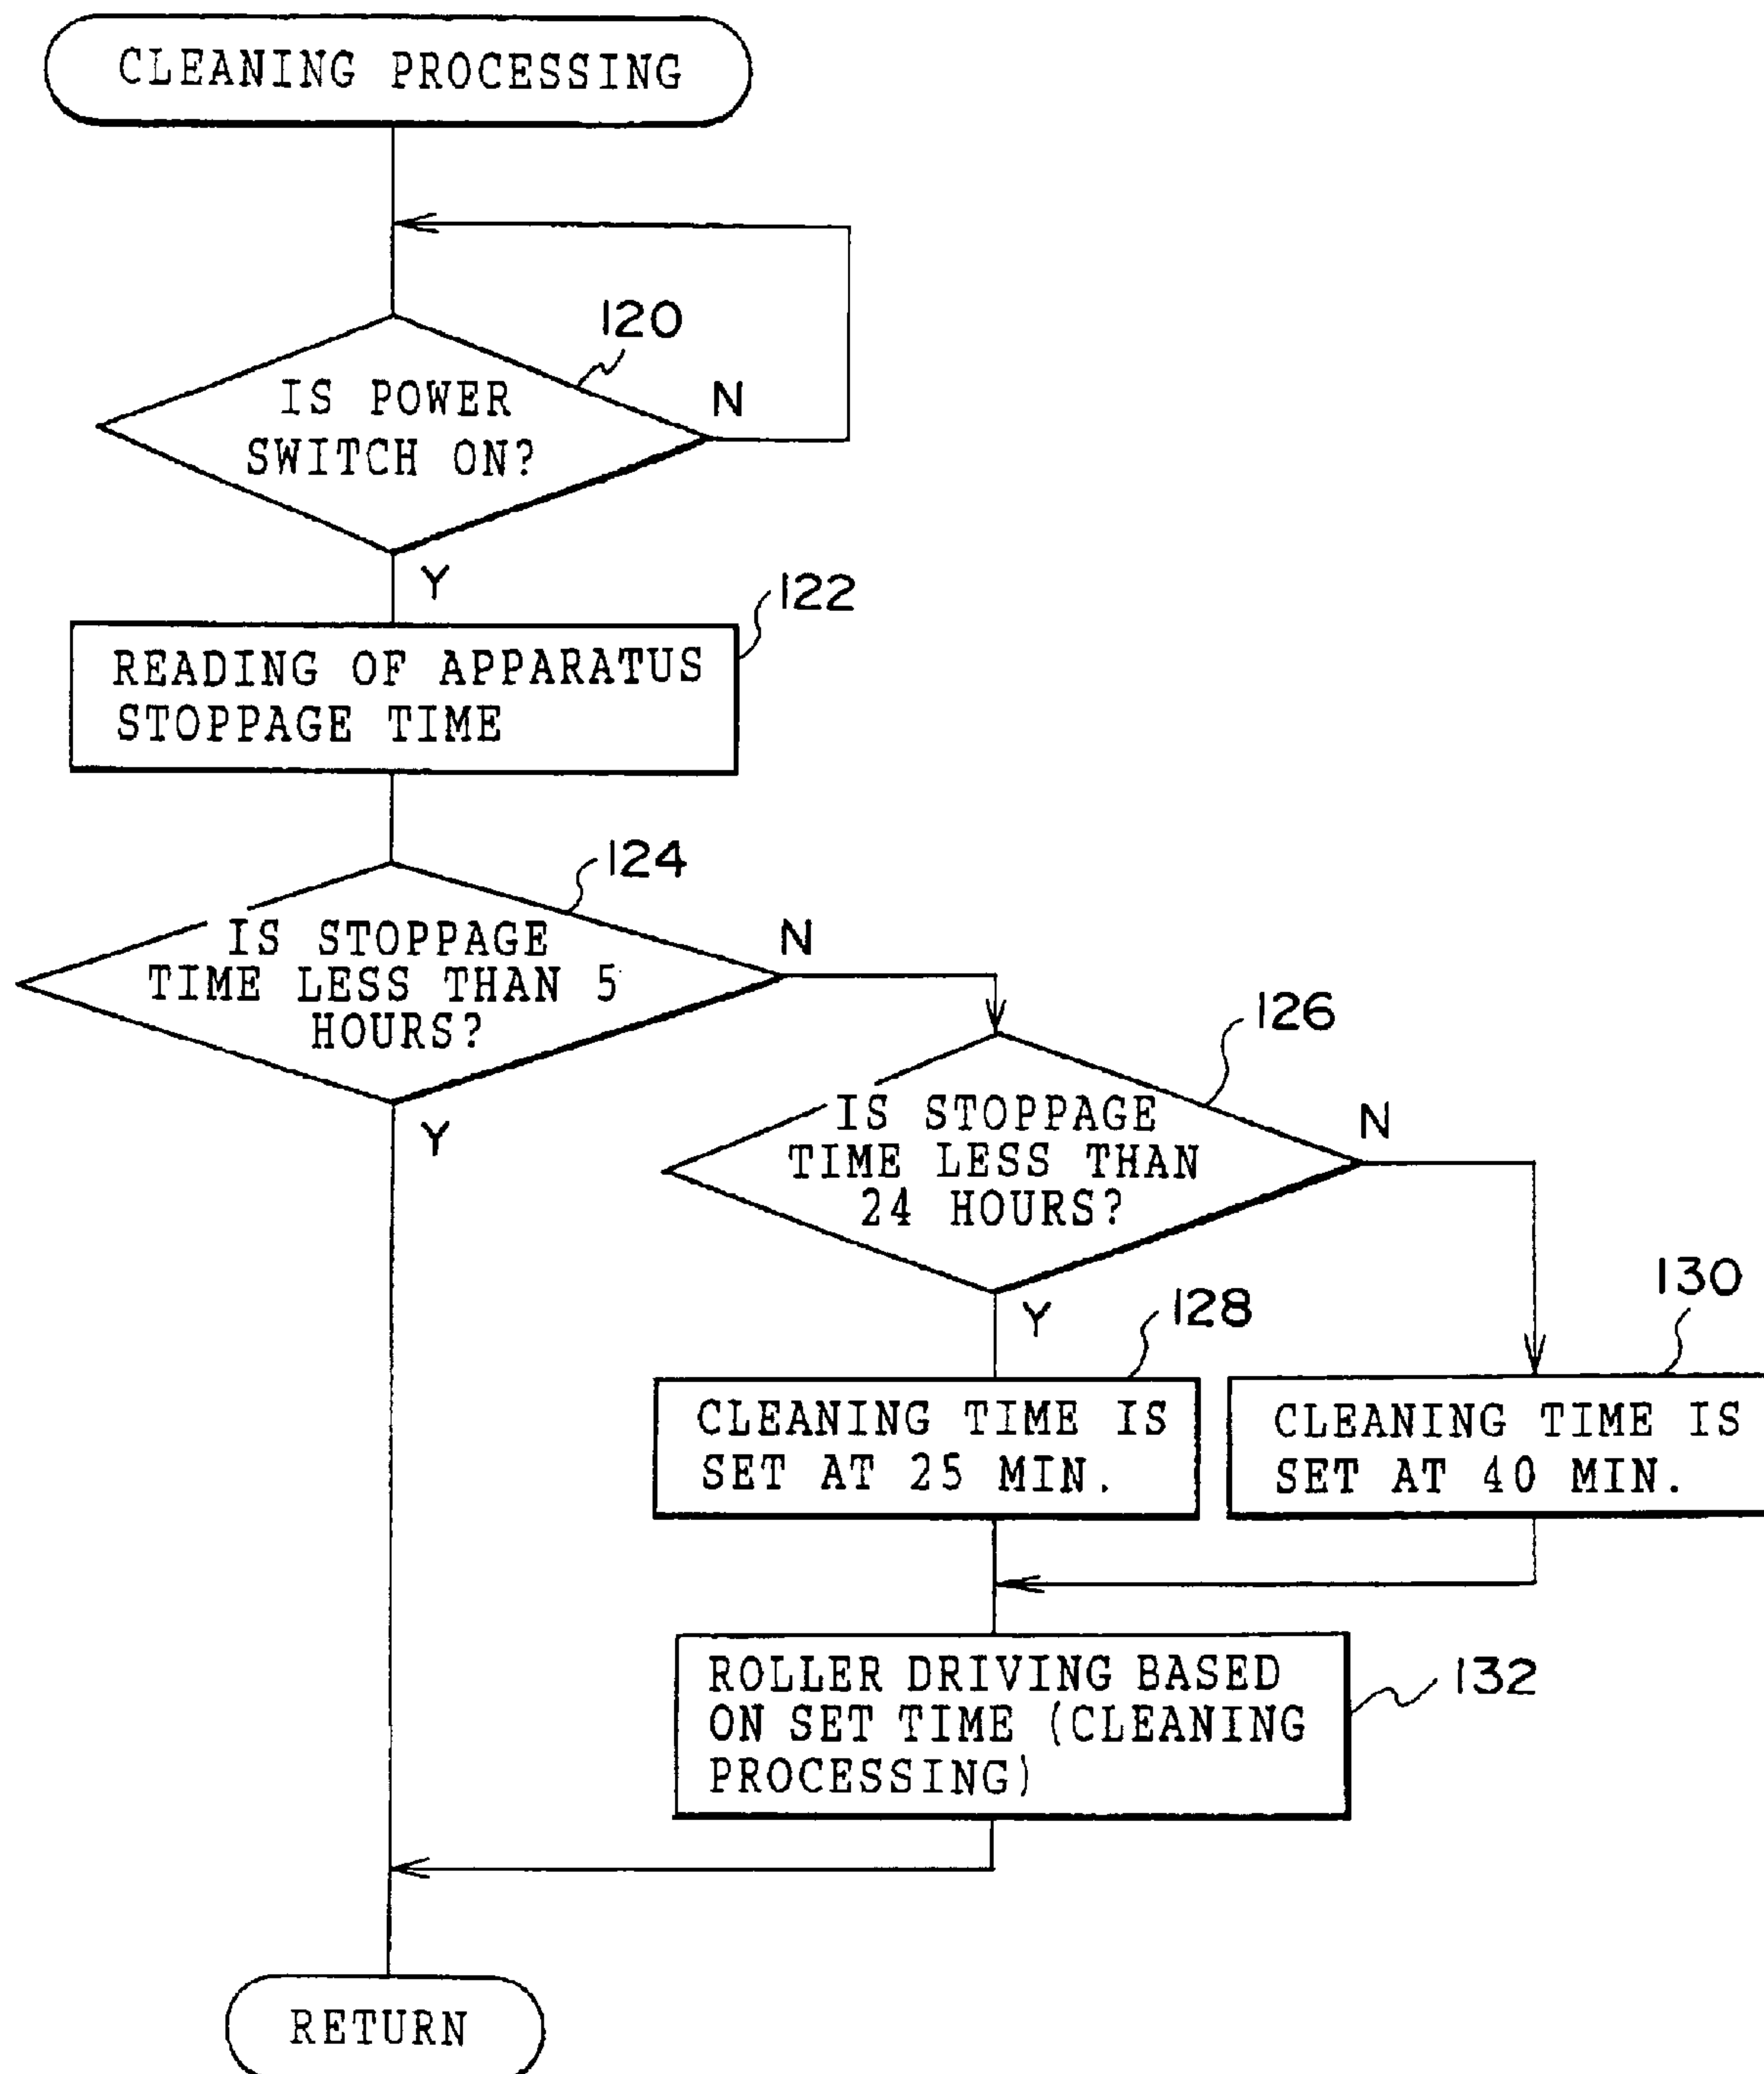 CLEANING PROCESSING
120
IS POWER
SWITCH ON?
N
Y
122
READING OF APPARATUS
STOPPAGE TIME
124
IS STOPPAGE
TIME LESS THAN 5
HOURS?
N
Y
126
IS STOPPAGE
TIME LESS THAN
24 HOURS?
N
Y
128
CLEANING TIME IS
SET AT 25 MIN.
130
CLEANING TIME IS
SET AT 40 MIN.
132
ROLLER DRIVING BASED
ON SET TIME (CLEANING
PROCESSING)
RETURN